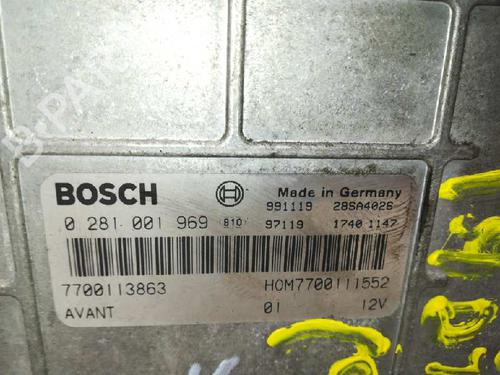 BOSCH
Made in Germany
991119 28SA4026
0 281 001 969 810 97119 1740 1147
7700113863 HOM7700111552
AVANT 01 12V
B-PARTS